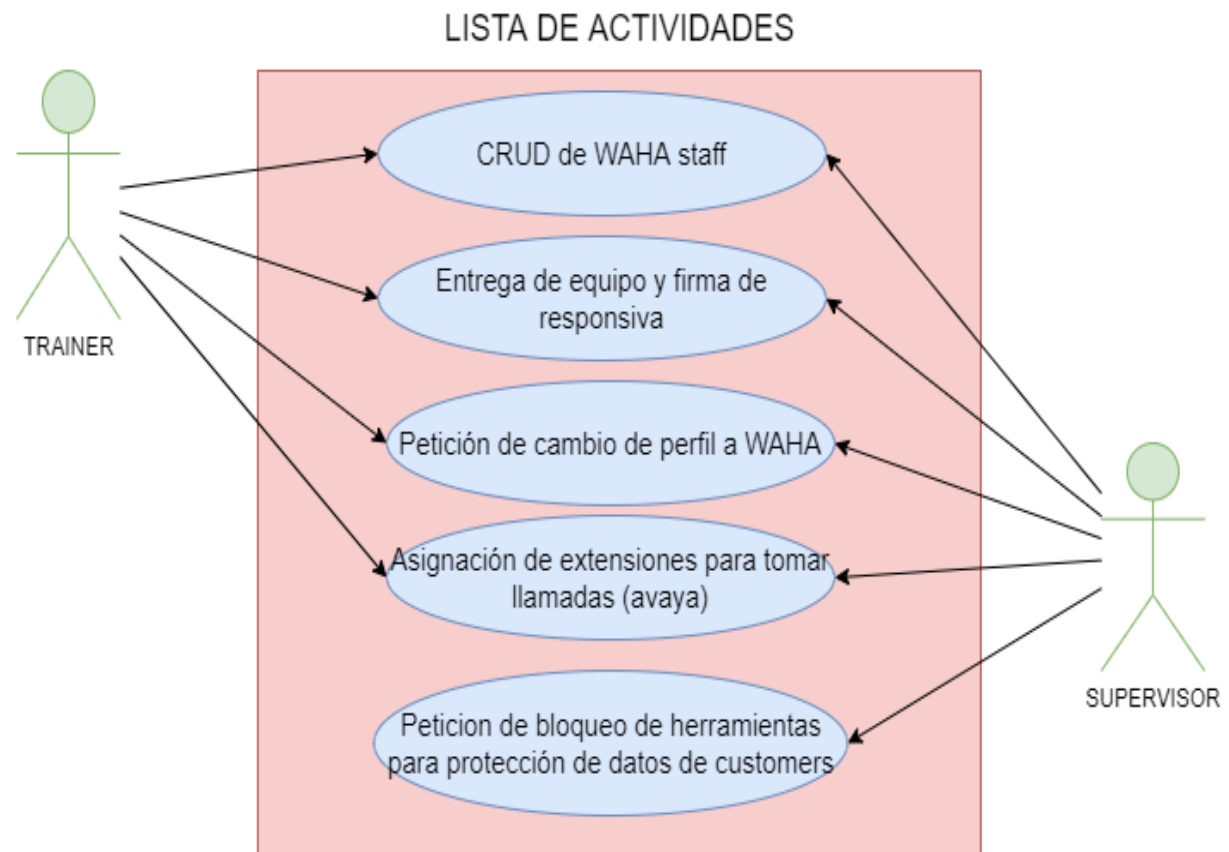 LISTA DE ACTIVIDADES
CRUD de WAHA staff
Entrega de equipo y firma de
responsiva
TRAINER
Petición de cambio de perfil a WAHA
Asignación de extensiones para tomar
llamadas (avaya)
SUPERVISOR
Peticion de bloqueo de herramientas
para protección de datos de customers